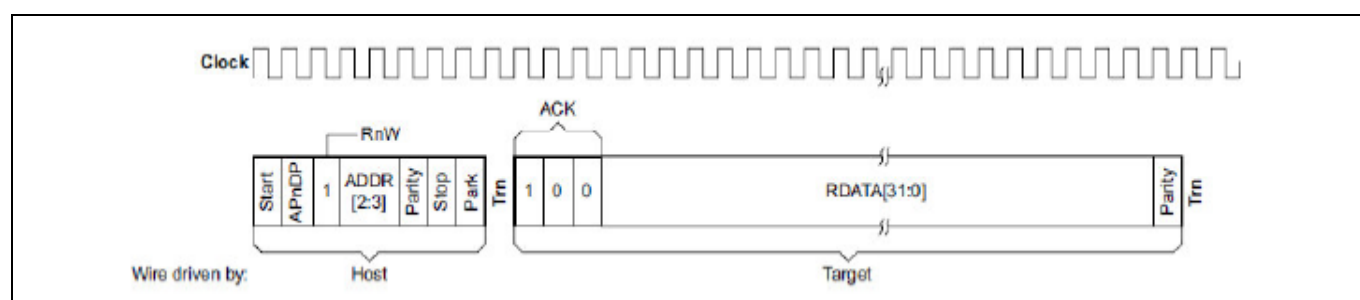 Clock
ACK
RnW
Start APnDP 1 ADDR [2:3] Parity Stop Park Trn 1 0 0 RDATA[31:0] Parity Trn
Wire driven by: Host Target